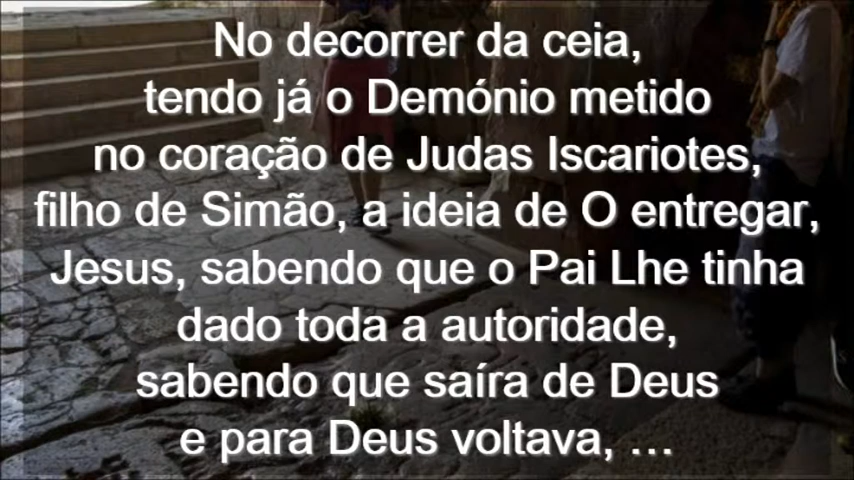 No decorrer da ceia,
tendo já o Demónio metido
no coração de Judas Iscariotes,
filho de Simão, a ideia de O entregar,
Jesus, sabendo que o Pai Lhe tinha
dado toda a autoridade,
sabendo que saíra de Deus
e para Deus voltava, …